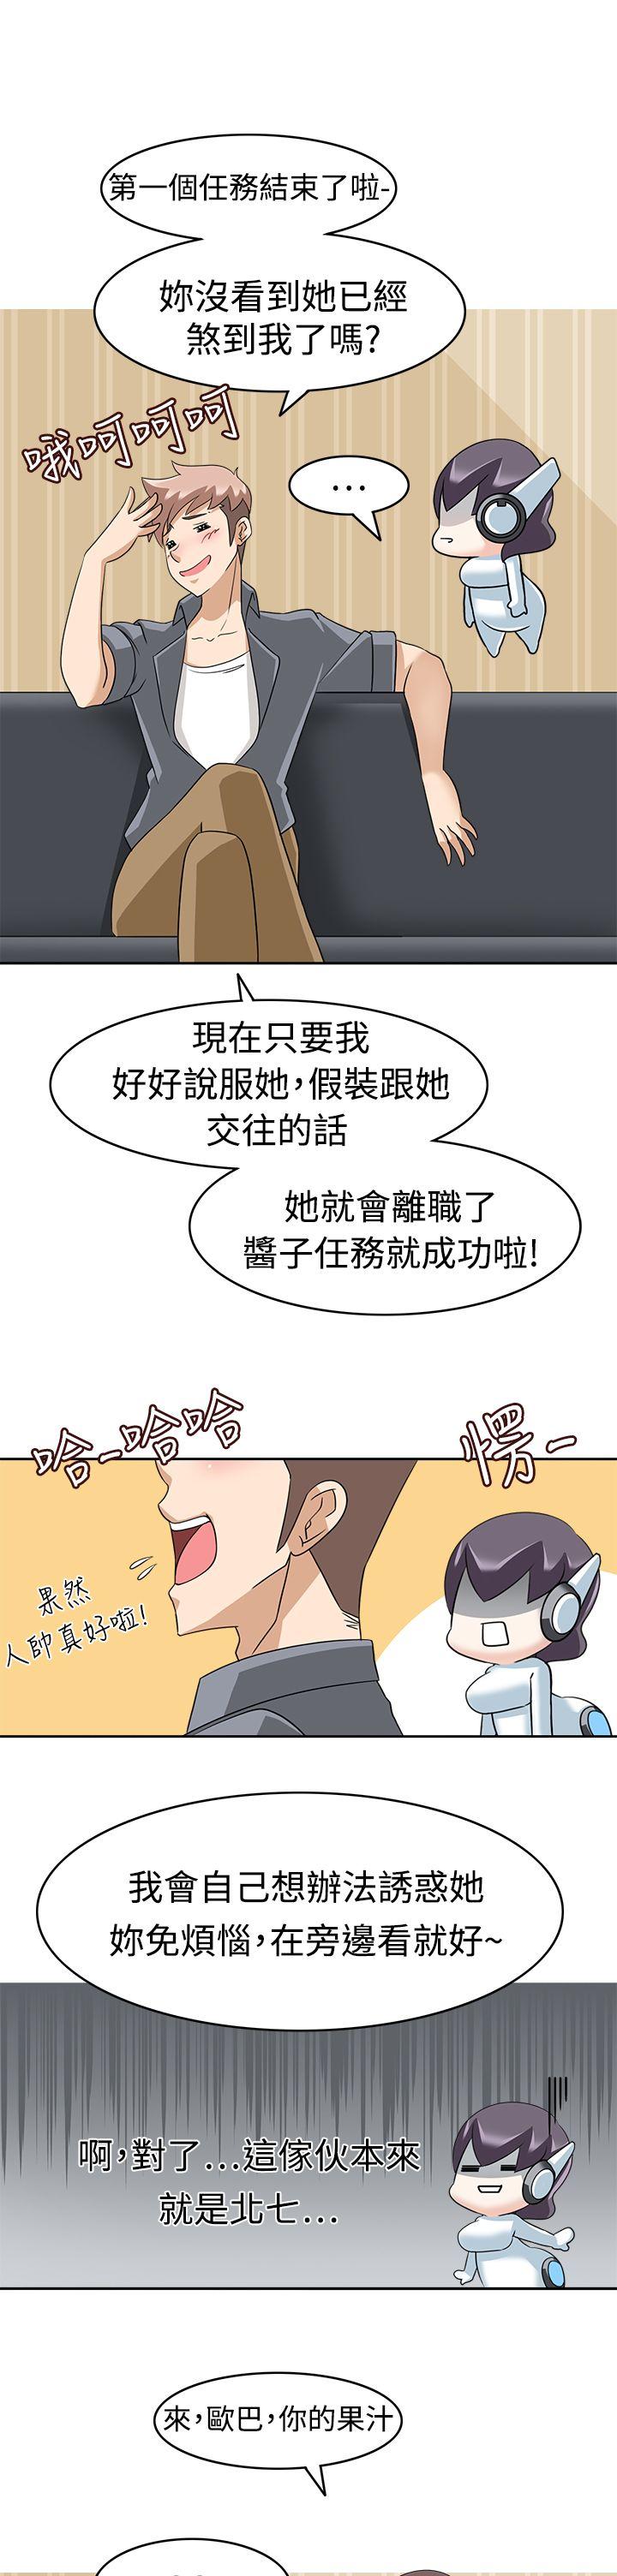 第一個任務結束了啦-
妳沒看到她已經
煞到我了嗎?
哦呵呵呵
...
現在只要我
好好說服她,假裝跟她
交往的話
她就會離職了
醬子任務就成功啦!
哈-哈哈
愣-
果然
人帥真好啦!
我會自己想辦法誘惑她
妳免煩惱,在旁邊看就好~
啊,對了...這傢伙本來
就是北七...
來,歐巴,你的果汁